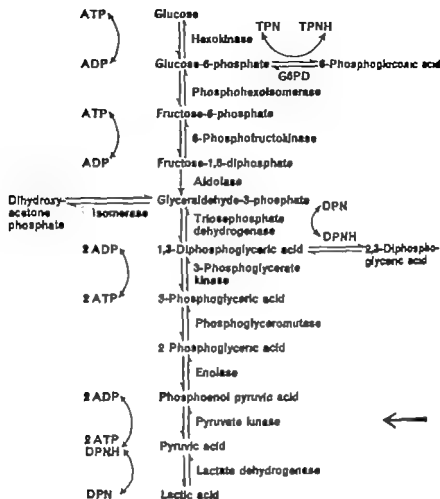 ATP Glucose
Hexokinase TPN TPNH
ADP Glucose-6-phosphate 6-Phosphogluconic acid
G6PD
Phosphohexoisomerase
ATP Fructose-6-phosphate
6-Phosphofructokinase
ADP Fructose-1,6-diphosphate
Aldolase
Dihydroxy-
acetone
phosphate
Isomerase
Glyceraldehyde-3-phosphate
Triosephosphate
dehydrogenase
DPN
DPNH
2 ADP 1,3-Diphosphoglyceric acid 2,3-Diphospho-
glyceric acid
3-Phosphoglycerate
kinase
2 ATP 3-Phosphoglyceric acid
Phosphoglyceromutase
2 Phosphoglyceric acid
Enolase
2 ADP Phosphoenol pyruvic acid
Pyruvate kinase
2 ATP
DPNH
Pyruvic acid
Lactate dehydrogenase
DPN Lactic acid